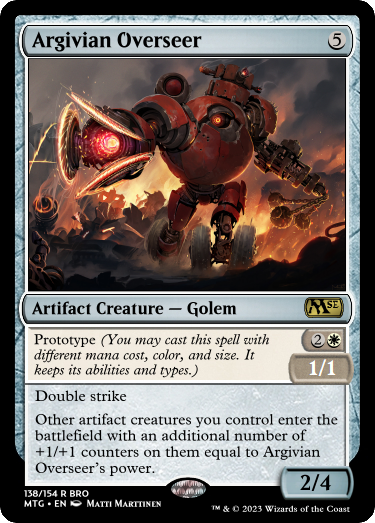 Argivian Overseer 5
Artifact Creature — Golem MSE
Prototype (You may cast this spell with 2
different mana cost, color, and size. It
keeps its abilities and types.) 1/1
Double strike
Other artifact creatures you control enter the
battlefield with an additional number of
+1/+1 counters on them equal to Argivian
Overseer's power.
2/4
138/154 R BRO
MTG • EN Matti Marttinen ™ & © 2023 Wizards of the Coast